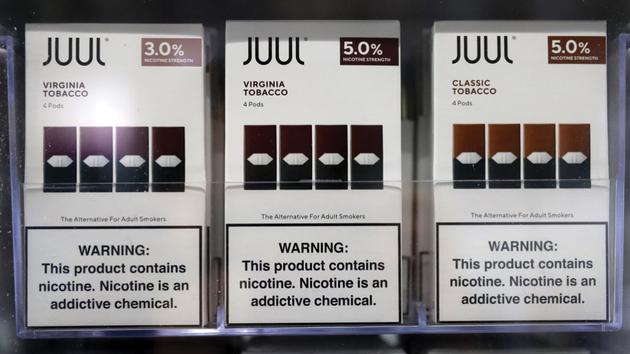 JUUL
3.0%
NICOTINE STRENGTH
VIRGINIA
TOBACCO
4 Pods
The Alternative For Adult Smokers
WARNING:
This product contains
nicotine. Nicotine is an
addictive chemical.
JUUL
5.0%
NICOTINE STRENGTH
VIRGINIA
TOBACCO
4 Pods
The Alternative For Adult Smokers
WARNING:
This product contains
nicotine. Nicotine is an
addictive chemical.
JUUL
5.0%
NICOTINE STRENGTH
CLASSIC
TOBACCO
4 Pods
The Alternative For Adult Smokers
WARNING:
This product contains
nicotine. Nicotine is an
addictive chemical.